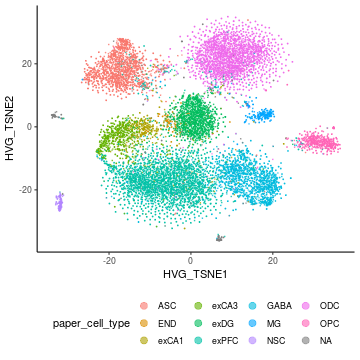 HVG_TSNE2
20
0
-20
-20
0
20
HVG_TSNE1
paper_cell_type
ASC exCA3 GABA ODC
END exDG MG OPC
exCA1 exPFC NSC NA